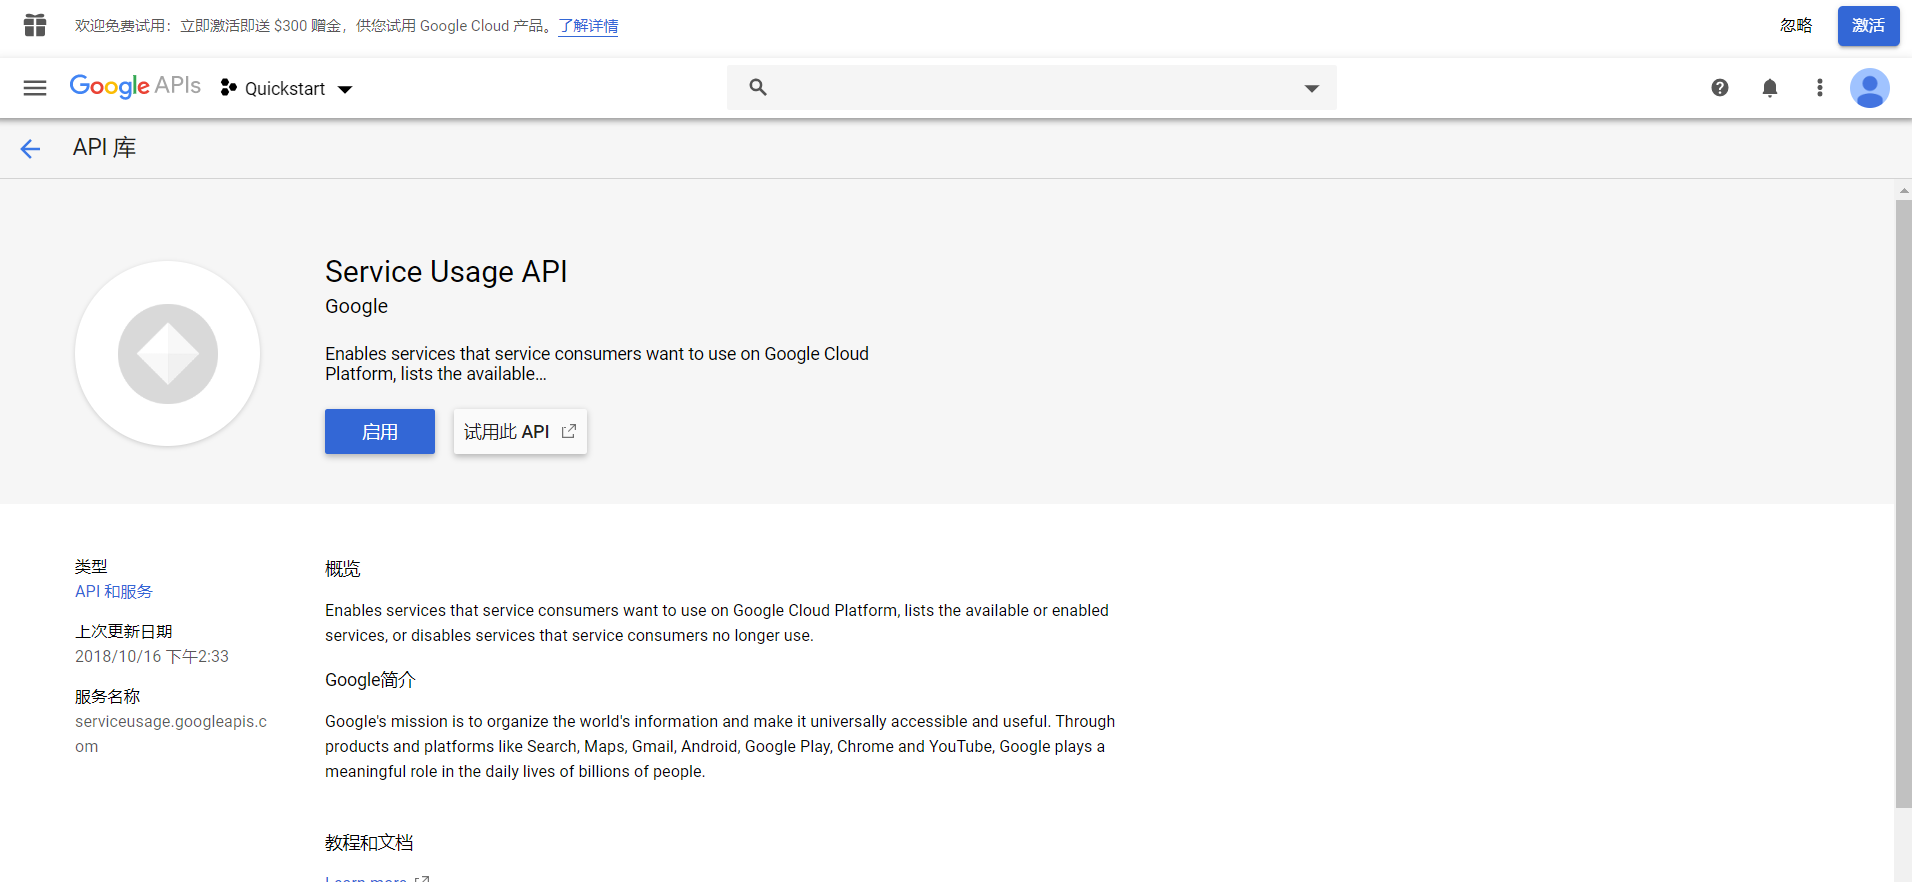 欢迎免费试用：立即激活即送 $300 赠金，供您试用 Google Cloud 产品。了解详情
忽略
激活
Google APIs
Quickstart
API 库
Service Usage API
Google
Enables services that service consumers want to use on Google Cloud
Platform, lists the available…
启用
试用此 API
类型
API 和服务
上次更新日期
2018/10/16 下午2:33
服务名称
serviceusage.googleapis.c
om
概览
Enables services that service consumers want to use on Google Cloud Platform, lists the available or enabled
services, or disables services that service consumers no longer use.
Google简介
Google's mission is to organize the world's information and make it universally accessible and useful. Through
products and platforms like Search, Maps, Gmail, Android, Google Play, Chrome and YouTube, Google plays a
meaningful role in the daily lives of billions of people.
教程和文档
Learn more